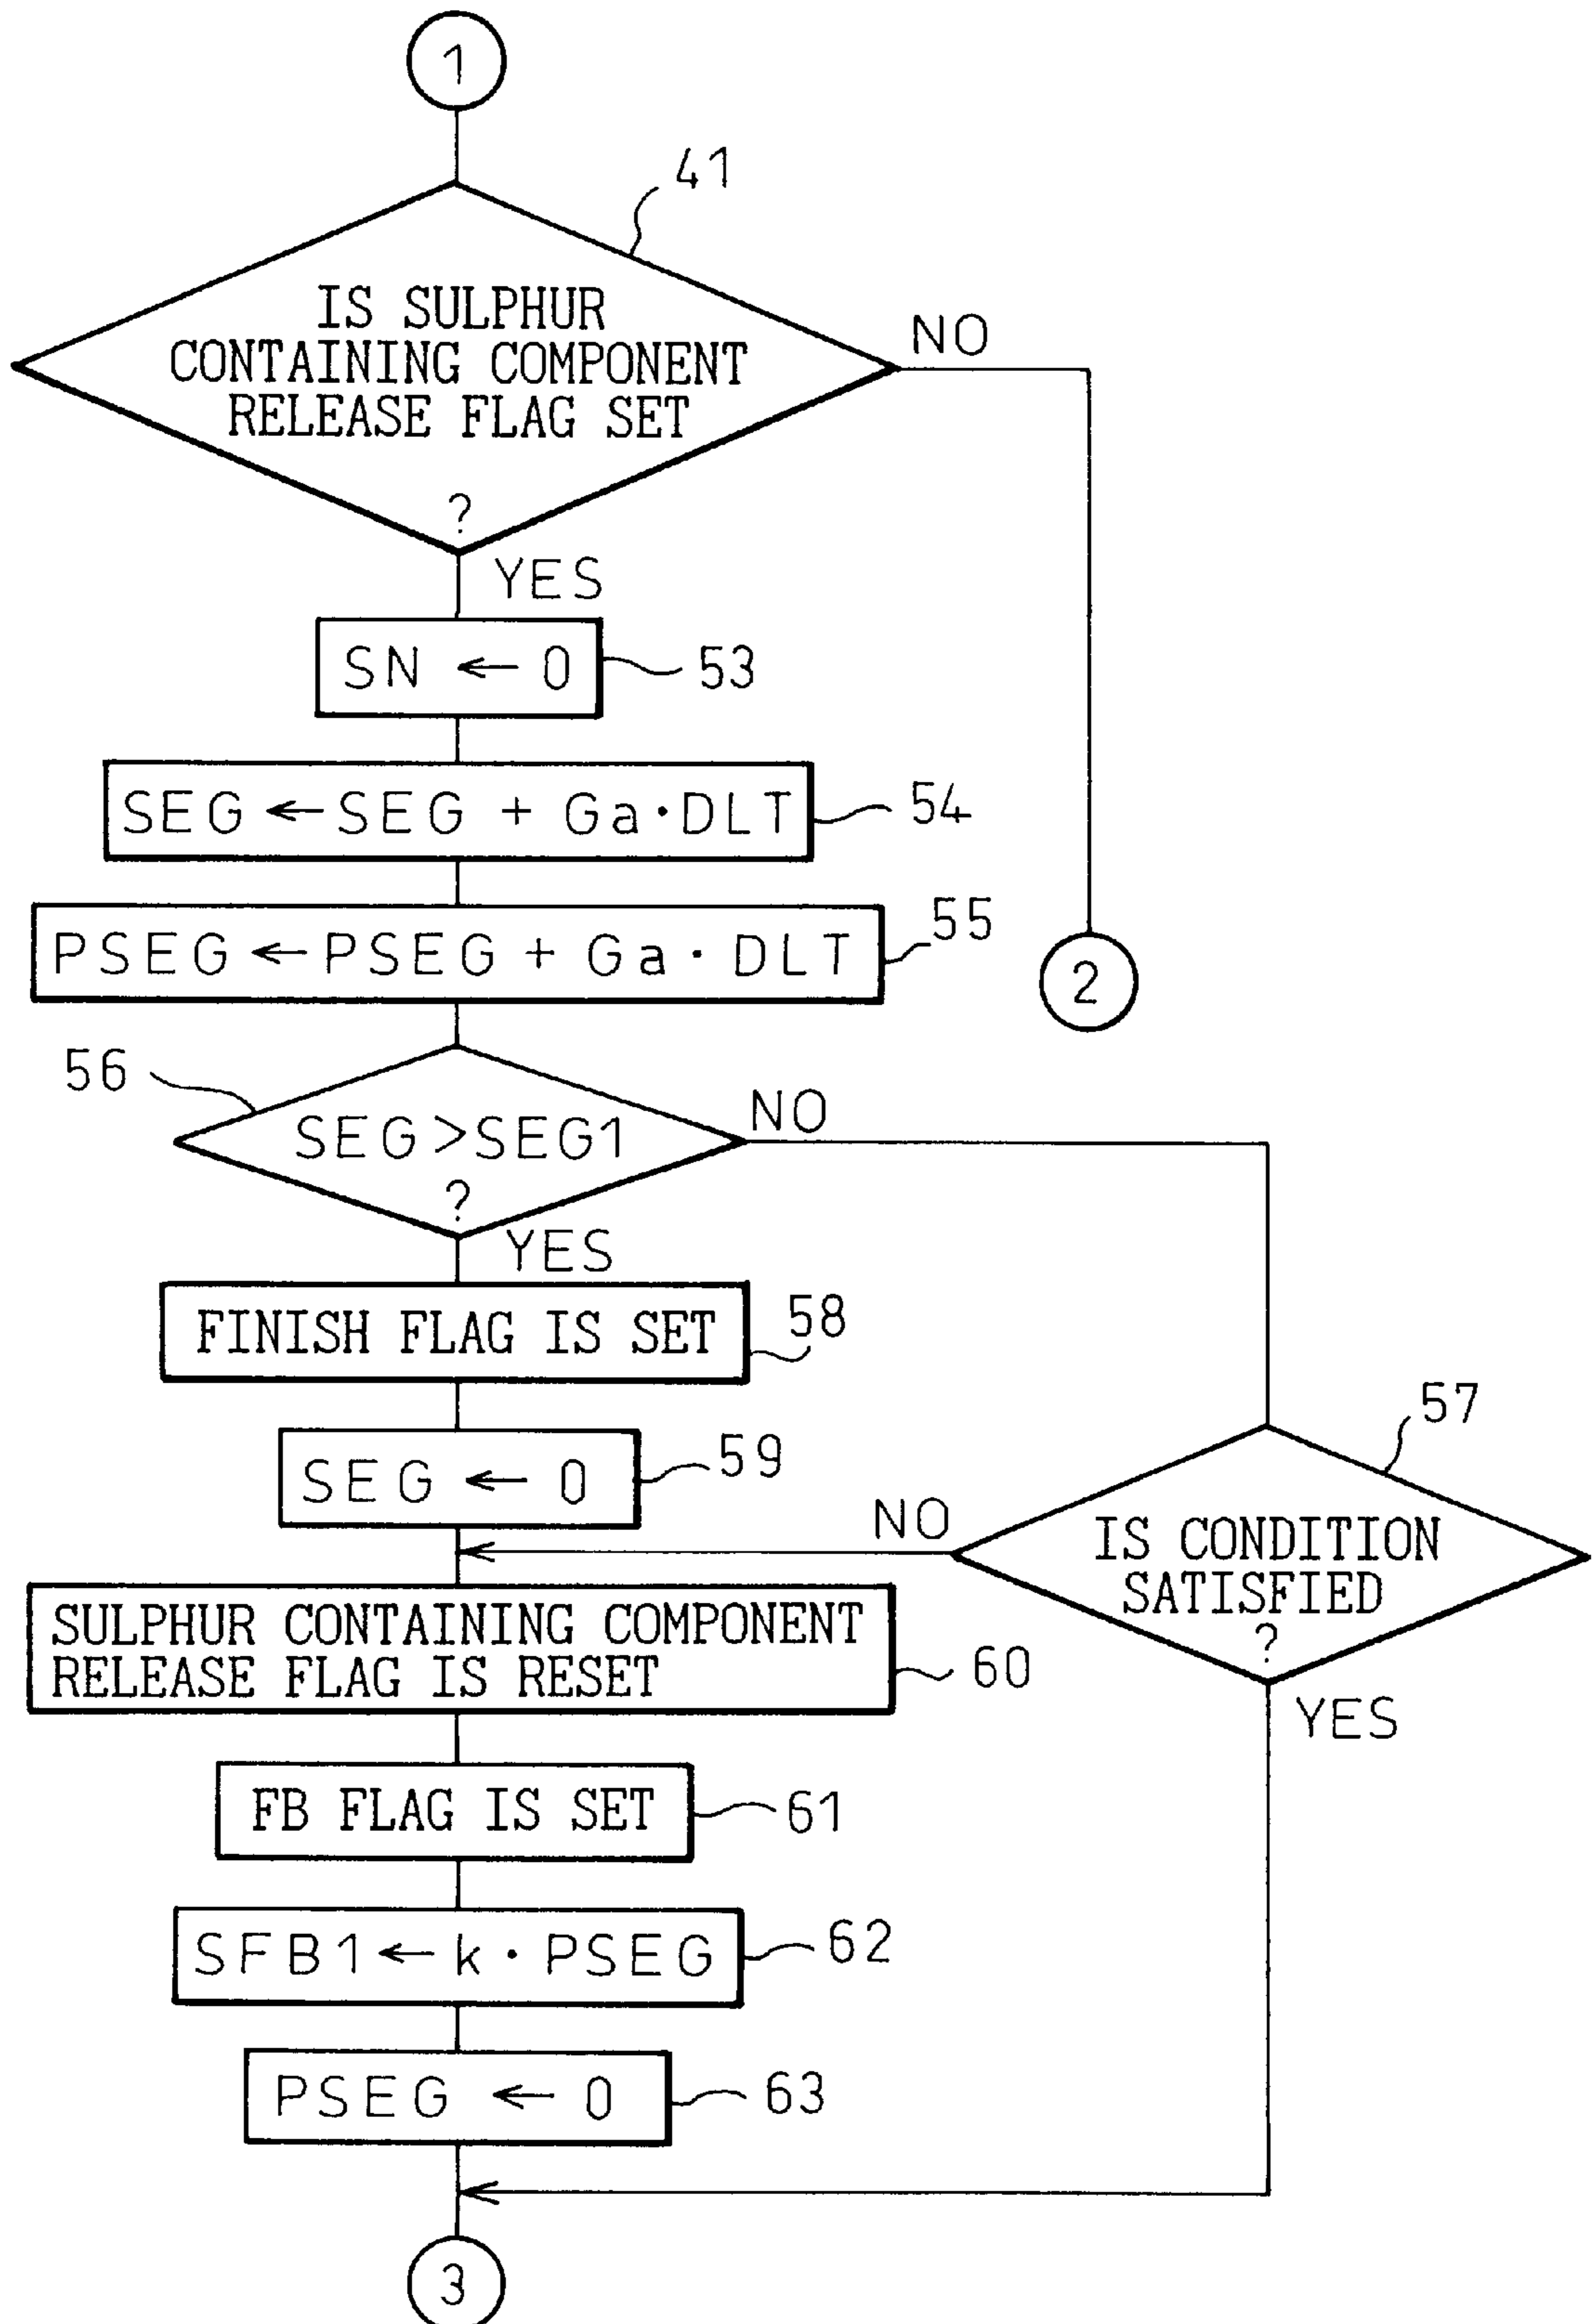 1
41
IS SULPHUR
CONTAINING COMPONENT
RELEASE FLAG SET
?
NO
YES
SN ← 0
53
SEG ← SEG + Ga·DLT
54
PSEG ← PSEG + Ga · DLT
55
2
56
SEG > SEG1
?
NO
YES
FINISH FLAG IS SET
58
57
SEG ← 0
59
NO
IS CONDITION
SATISFIED
?
YES
SULPHUR CONTAINING COMPONENT
RELEASE FLAG IS RESET
60
FB FLAG IS SET
61
SFB1 ← k · PSEG
62
PSEG ← 0
63
3